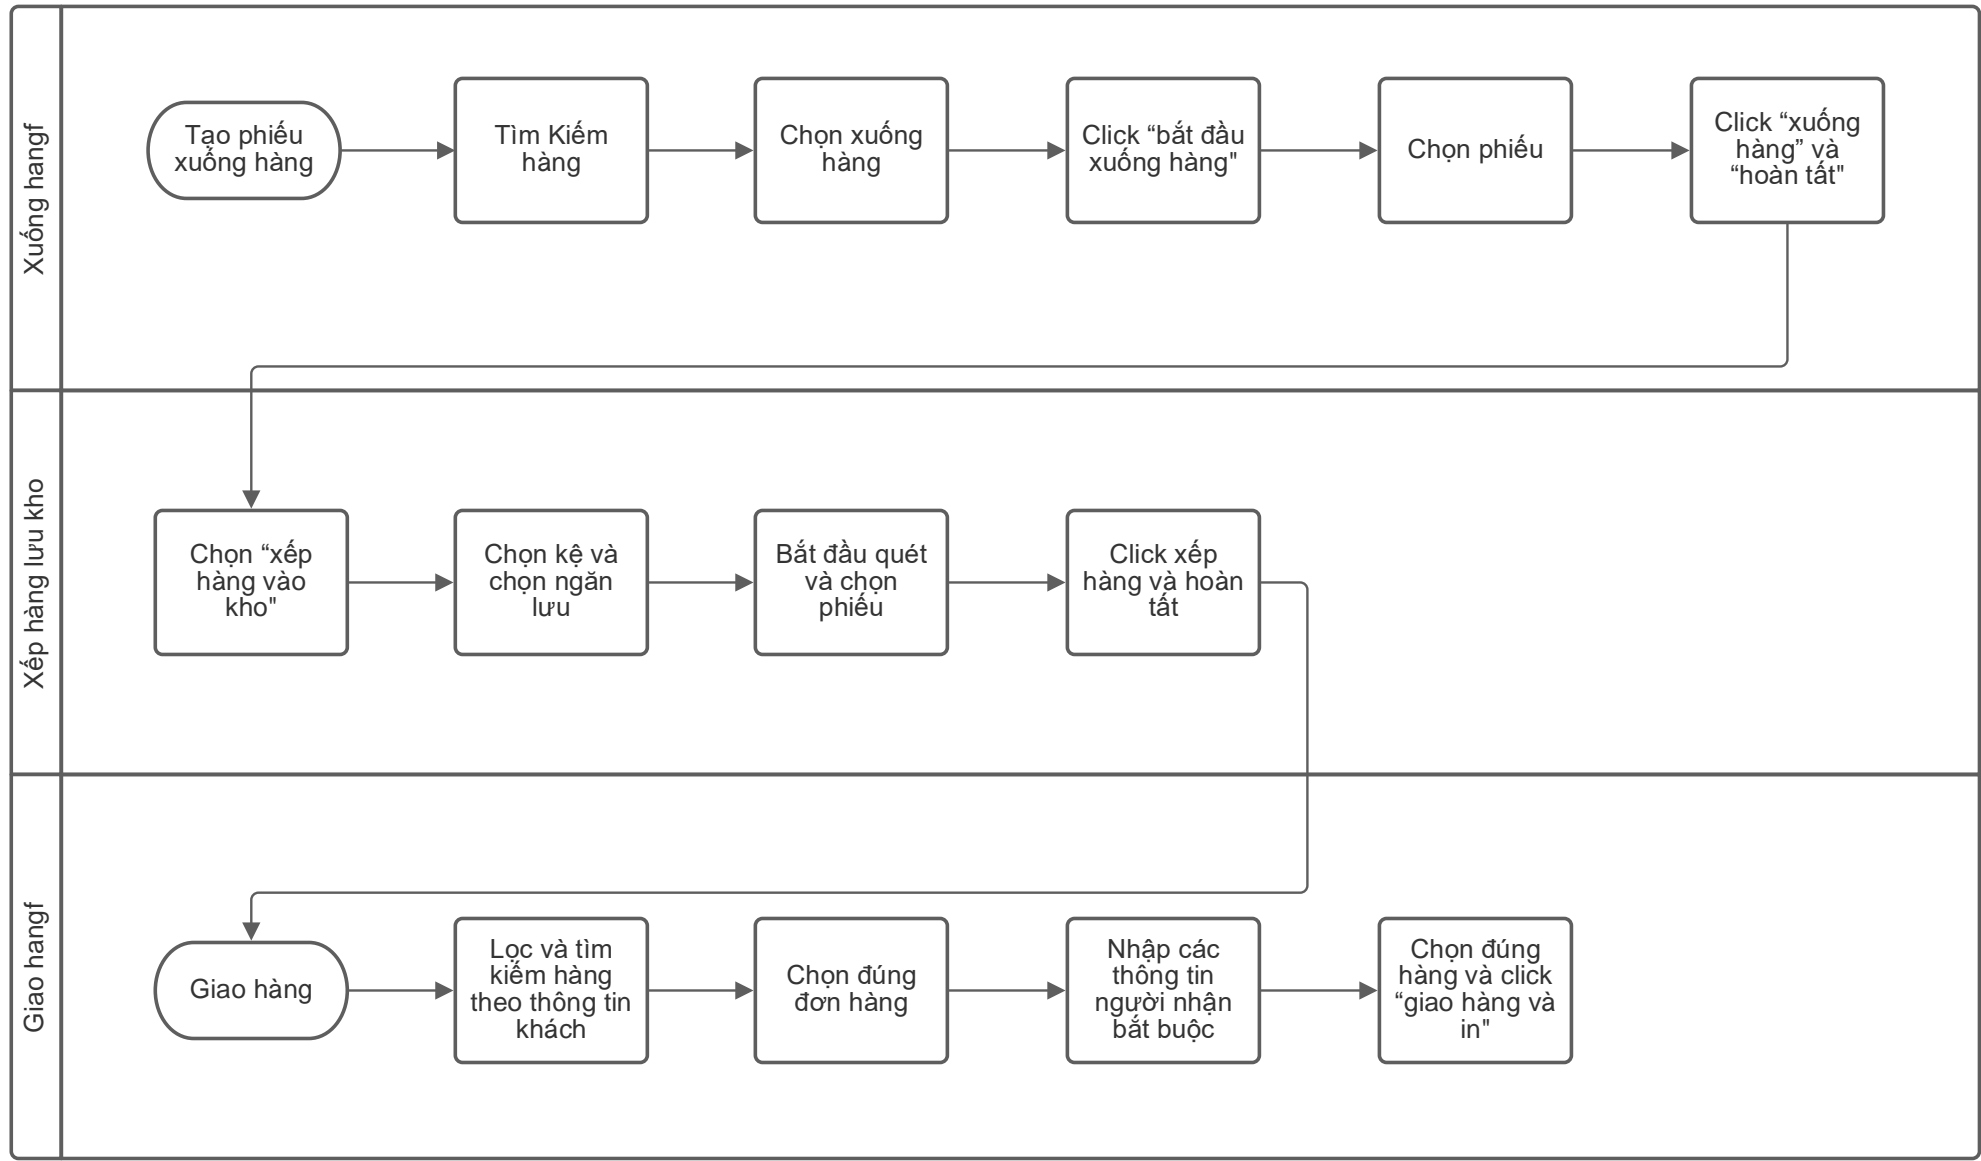 Xuống hangf
Tạo phiếu
xuống hàng
Tìm Kiếm
hàng
Chọn xuống
hàng
Click “bắt đầu
xuống hàng"
Chọn phiếu
Click “xuống
hàng” và
“hoàn tất"
Xếp hàng lưu kho
Chọn “xếp
hàng vào
kho"
Chọn kệ và
chọn ngăn
lưu
Bắt đầu quét
và chọn
phiếu
Click xếp
hàng và hoàn
tất
Giao hangf
Giao hàng
Lọc và tìm
kiếm hàng
theo thông tin
khách
Chọn đúng
đơn hàng
Nhập các
thông tin
người nhận
bắt buộc
Chọn đúng
hàng và click
“giao hàng và
in"